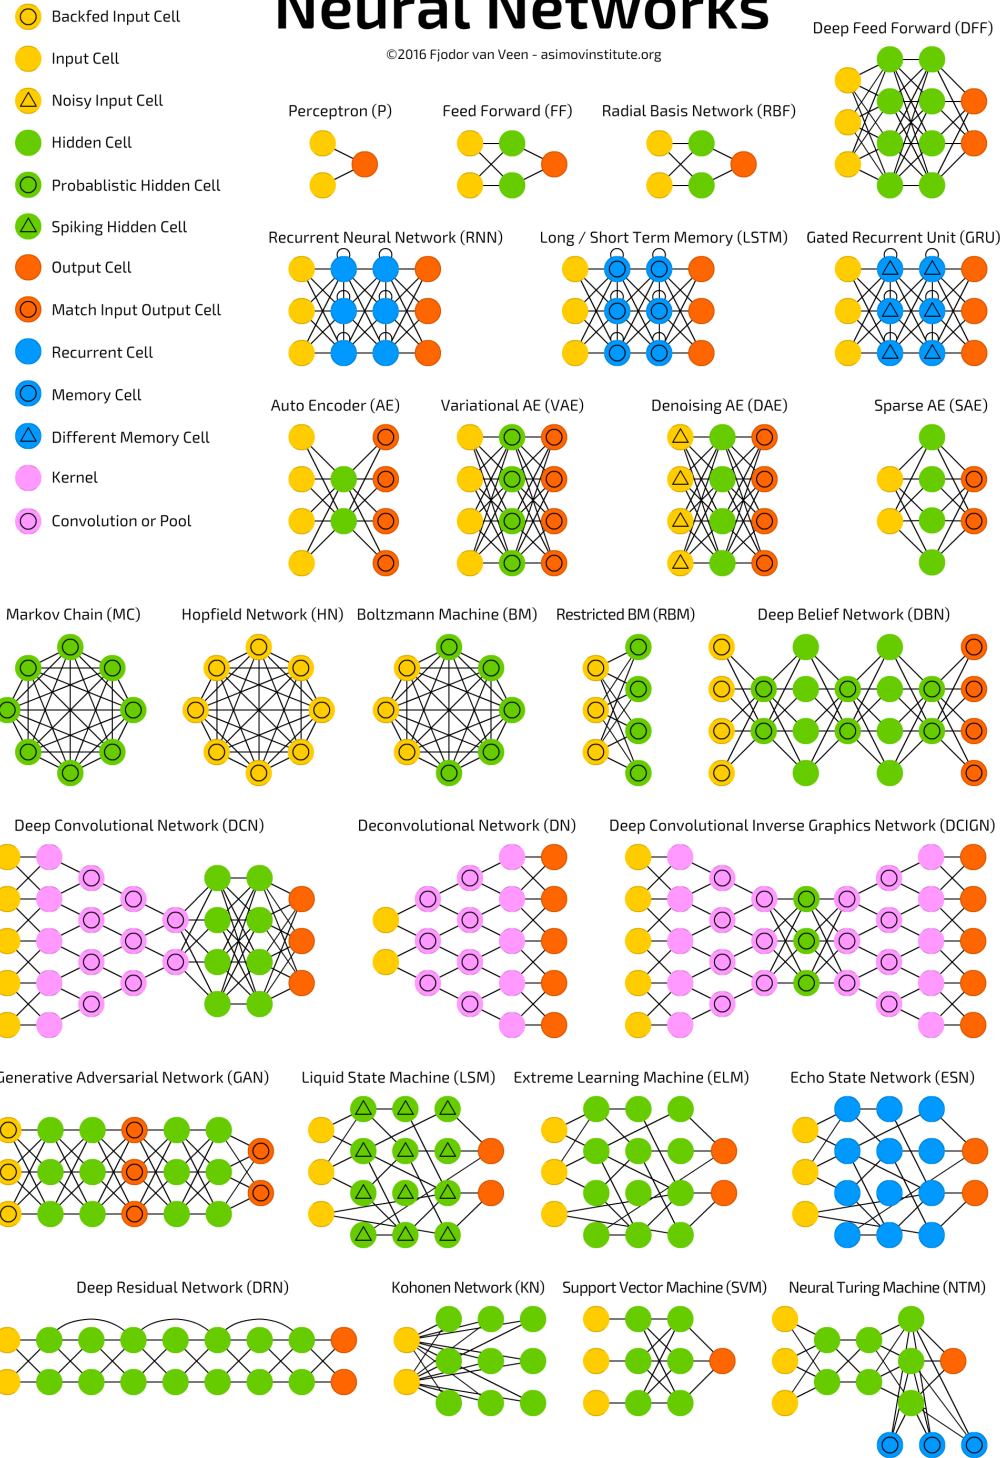 Neural Networks
©2016 Fjodor van Veen - asimovinstitute.org
Backfed Input Cell
Input Cell
Noisy Input Cell
Hidden Cell
Probablistic Hidden Cell
Spiking Hidden Cell
Output Cell
Match Input Output Cell
Recurrent Cell
Memory Cell
Different Memory Cell
Kernel
Convolution or Pool
Deep Feed Forward (DFF)
Perceptron (P)
Feed Forward (FF)
Radial Basis Network (RBF)
Recurrent Neural Network (RNN)
Long / Short Term Memory (LSTM)
Gated Recurrent Unit (GRU)
Auto Encoder (AE)
Variational AE (VAE)
Denoising AE (DAE)
Sparse AE (SAE)
Markov Chain (MC)
Hopfield Network (HN)
Boltzmann Machine (BM)
Restricted BM (RBM)
Deep Belief Network (DBN)
Deep Convolutional Network (DCN)
Deconvolutional Network (DN)
Deep Convolutional Inverse Graphics Network (DCIGN)
Generative Adversarial Network (GAN)
Liquid State Machine (LSM)
Extreme Learning Machine (ELM)
Echo State Network (ESN)
Deep Residual Network (DRN)
Kohonen Network (KN)
Support Vector Machine (SVM)
Neural Turing Machine (NTM)